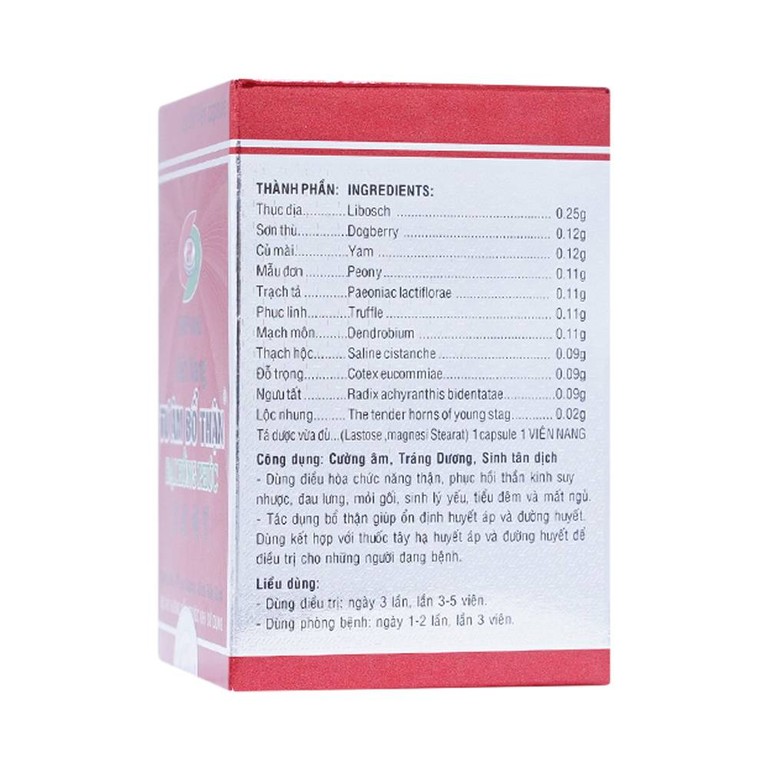 THÀNH PHẦN: INGREDIENTS:
Thục địa............Libosch ........................................ 0.25g
Sơn thù..............Dogberry ...................................... 0.12g
Củ mài................Yam .............................................. 0.12g
Mẫu đơn ............Peony............................................ 0.11g
Trạch tả .............Paeoniac lactiflorae ......................... 0.11g
Phục linh............Truffle .......................................... 0.11g
Mạch môn..........Dendrobium .................................. 0.11g
Thạch hộc..........Saline cistanche ............................. 0.09g
Đỗ trọng.............Cotex eucommiae........................... 0.09g
Ngưu tất ............Radix achyranthis bidentatae..........0.09g
Lộc nhung..........The tender horns of young stag....... 0.02g
Tá dược vừa đủ...(Lastose ,magnesi Stearat) 1 capsule 1 VIÊN NANG
Công dụng: Cường âm, Tráng Dương, Sinh tân dịch
- Dùng điều hòa chức năng thận, phục hồi thần kinh suy
nhược, đau lưng, mỏi gối, sinh lý yếu, tiểu đêm và mất ngủ.
- Tác dụng bổ thận giúp ổn định huyết áp và đường huyết.
Dùng kết hợp với thuốc tây hạ huyết áp và đường huyết để
điều trị cho những người đang bệnh.
Liều dùng:
- Dùng điều trị: ngày 3 lần, lần 3-5 viên.
- Dùng phòng bệnh: ngày 1-2 lần, lần 3 viên.
BỔ THẬN